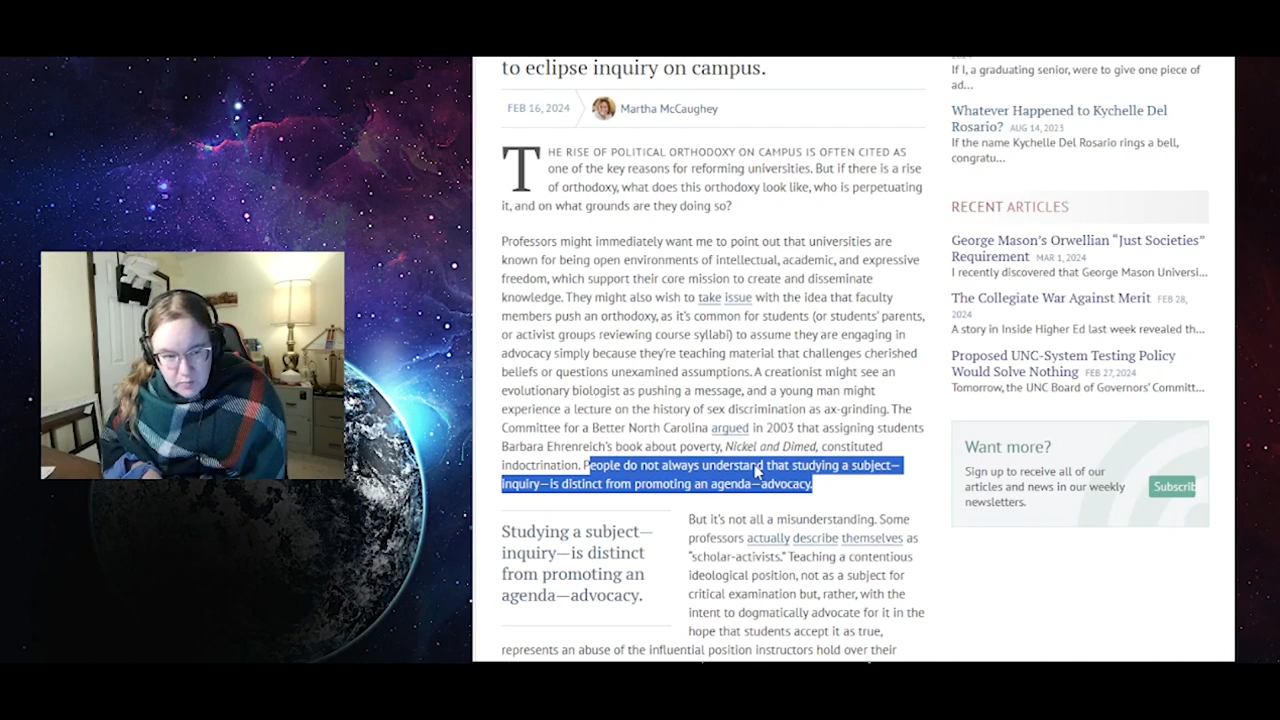 to eclipse inquiry on campus.
FEB 16, 2024
Martha McCaughey
THE RISE OF POLITICAL ORTHODOXY ON CAMPUS IS OFTEN CITED AS
one of the key reasons for reforming universities. But if there is a rise
of orthodoxy, what does this orthodoxy look like, who is perpetuating
it, and on what grounds are they doing so?
Professors might immediately want me to point out that universities are
known for being open environments of intellectual, academic, and expressive
freedom, which support their core mission to create and disseminate
knowledge. They might also wish to take issue with the idea that faculty
members push an orthodoxy, as it's common for students (or students' parents,
or activist groups reviewing course syllabi) to assume they are engaging in
advocacy simply because they're teaching material that challenges cherished
beliefs or questions unexamined assumptions. A creationist might see an
evolutionary biologist as pushing a message, and a young man might
experience a lecture on the history of sex discrimination as ax-grinding. The
Committee for a Better North Carolina argued in 2003 that assigning students
Barbara Ehrenreich's book about poverty, Nickel and Dimed, constituted
indoctrination. People do not always understand that studying a subject—
inquiry—is distinct from promoting an agenda—advocacy.
Studying a subject—
inquiry—is distinct
from promoting an
agenda—advocacy.
But it's not all a misunderstanding. Some
professors actually describe themselves as
"scholar-activists." Teaching a contentious
ideological position, not as a subject for
critical examination but, rather, with the
intent to dogmatically advocate for it in the
hope that students accept it as true,
represents an abuse of the influential position instructors hold over their
If I, a graduating senior, were to give one piece of
ad...
Whatever Happened to Kychelle Del
Rosario? AUG 14, 2023
If the name Kychelle Del Rosario rings a bell,
congratu...
RECENT ARTICLES
George Mason's Orwellian "Just Societies"
Requirement MAR 1, 2024
I recently discovered that George Mason Universi...
The Collegiate War Against Merit FEB 28,
2024
A story in Inside Higher Ed last week revealed th...
Proposed UNC-System Testing Policy
Would Solve Nothing FEB 27, 2024
Tomorrow, the UNC Board of Governors' Committ...
Want more?
Sign up to receive all of our
articles and news in our weekly
newsletters.
Subscrib